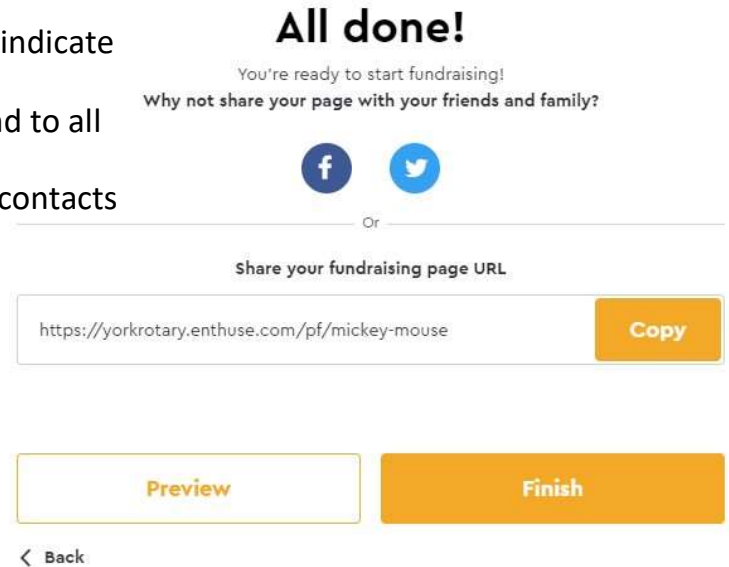 indicate
d to all
contacts
All done!
You're ready to start fundraising!
Why not share your page with your friends and family?
f
Or
Share your fundraising page URL
https://yorkrotary.enthuse.com/pf/mickey-mouse
Copy
Preview
Finish
Back